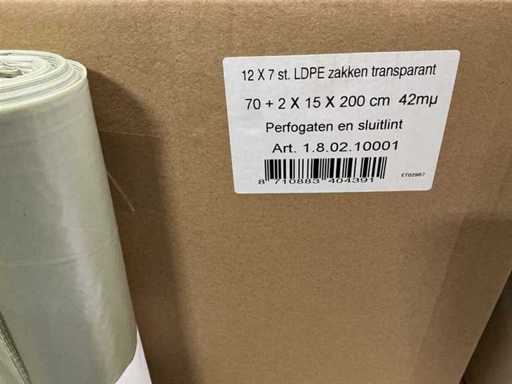 12 X 7 st. LDPE zakken transparant
70 + 2 X 15 X 200 cm 42mµ
Perfogaten en sluitlint
Art. 1.8.02.10001
8 710883 404391
ET02967